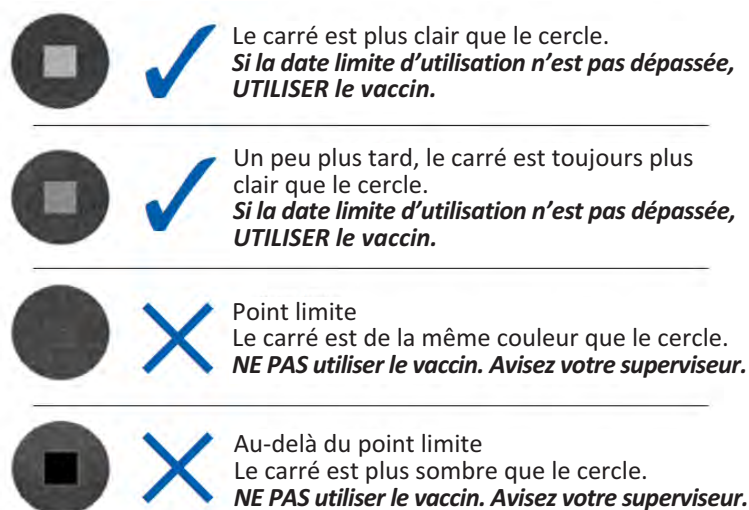 Le carré est plus clair que le cercle.
Si la date limite d’utilisation n’est pas dépassée,
UTILISER le vaccin.
Un peu plus tard, le carré est toujours plus
clair que le cercle.
Si la date limite d’utilisation n’est pas dépassée,
UTILISER le vaccin.
Point limite
Le carré est de la même couleur que le cercle.
NE PAS utiliser le vaccin. Avisez votre superviseur.
Au-delà du point limite
Le carré est plus sombre que le cercle.
NE PAS utiliser le vaccin. Avisez votre superviseur.